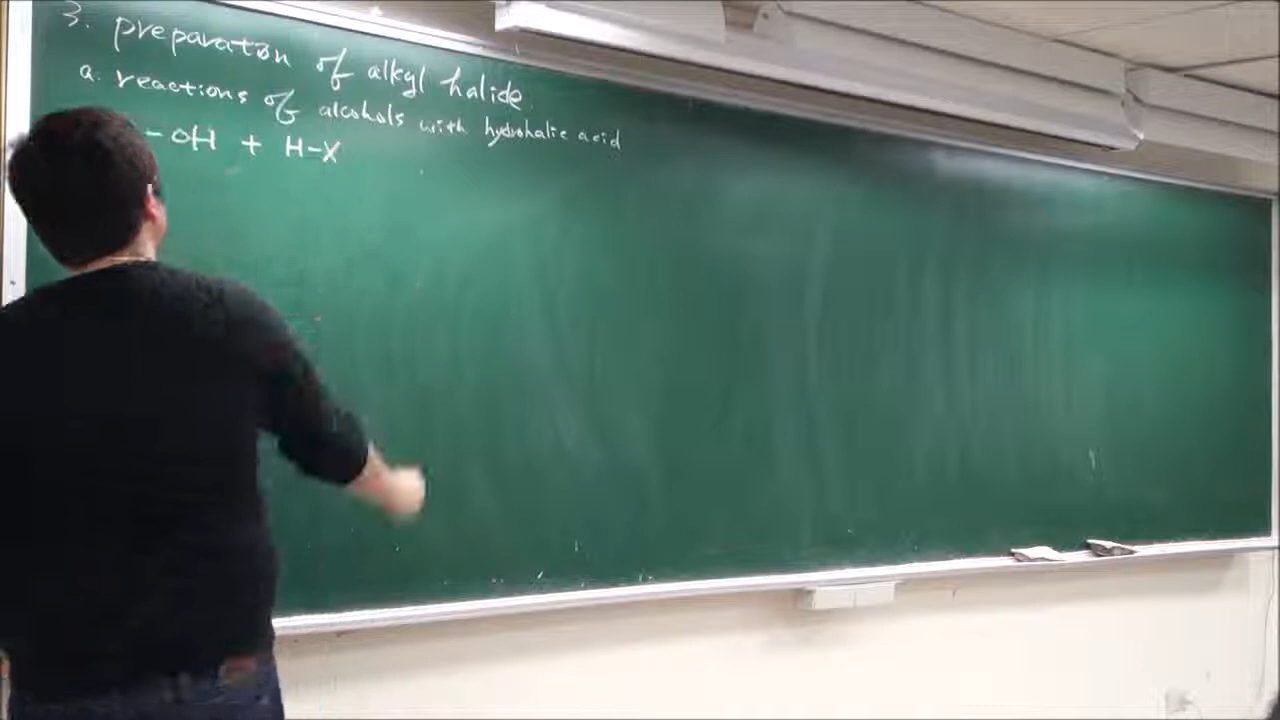 3. preparaton of alkyl halide
a. reactions of alcohols with hydrohalic acid
-OH + H-X